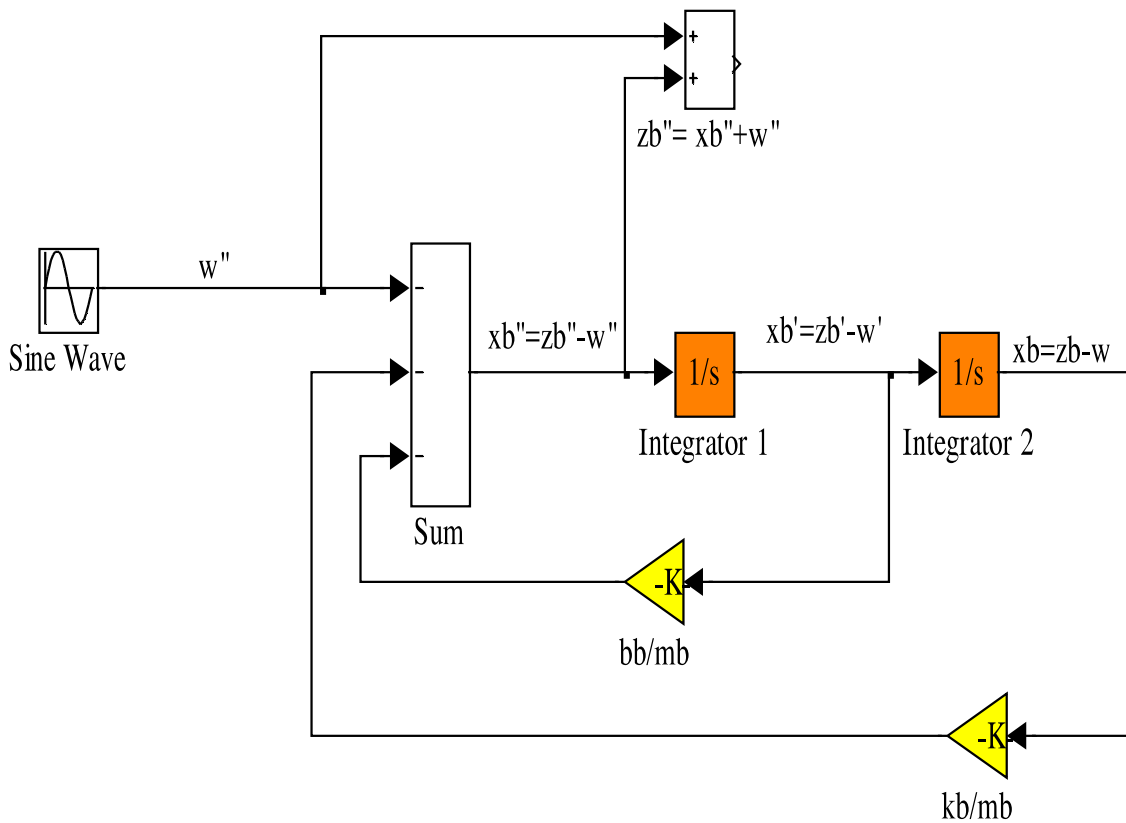 +
+
zb"= xb"+w"
w"
Sine Wave
-
-
-
Sum
xb"=zb"-w"
1/s
Integrator 1
xb'=zb'-w'
1/s
Integrator 2
xb=zb-w
-K-
bb/mb
-K-
kb/mb